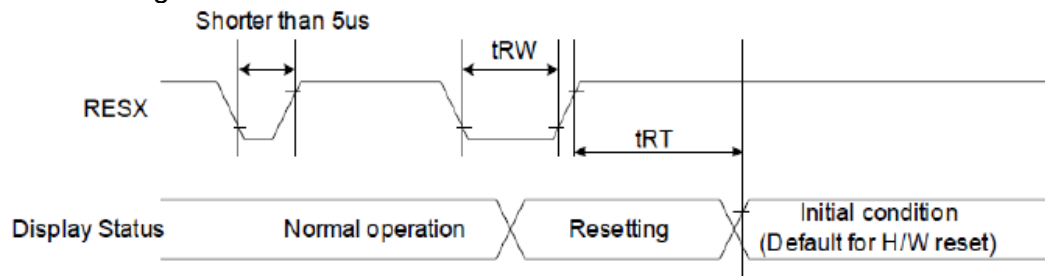 Shorter than 5us
tRW
RESX
tRT
Display Status
Normal operation
Resetting
Initial condition
(Default for H/W reset)